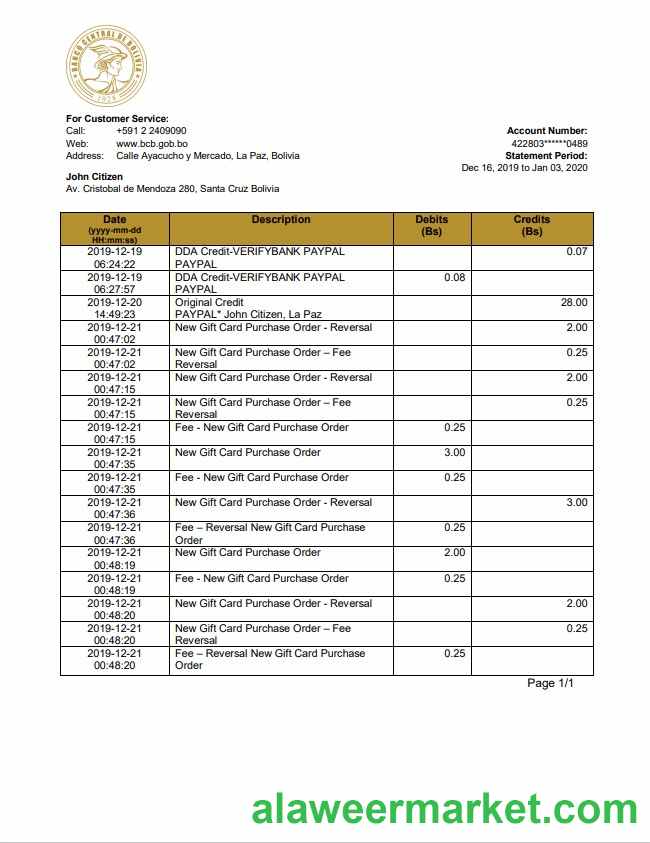 BANCO CENTRAL DE BOLIVIA
1928
For Customer Service:
Call: +591 2 2409090
Web: www.bcb.gob.bo
Address: Calle Ayacucho y Mercado, La Paz, Bolivia
Account Number:
422803******0489
Statement Period:
Dec 16, 2019 to Jan 03, 2020
John Citizen
Av. Cristobal de Mendoza 280, Santa Cruz Bolivia
Date Description Debits Credits
(yyyy-mm-dd (Bs) (Bs)
HH:mm:ss)
2019-12-19 DDA Credit-VERIFYBANK PAYPAL 0.07
06:24:22 PAYPAL
2019-12-19 DDA Credit-VERIFYBANK PAYPAL 0.08
06:27:57 PAYPAL
2019-12-20 Original Credit 28.00
14:49:23 PAYPAL* John Citizen, La Paz
2019-12-21 New Gift Card Purchase Order - Reversal 2.00
00:47:02
2019-12-21 New Gift Card Purchase Order – Fee 0.25
00:47:02 Reversal
2019-12-21 New Gift Card Purchase Order - Reversal 2.00
00:47:15
2019-12-21 New Gift Card Purchase Order – Fee 0.25
00:47:15 Reversal
2019-12-21 Fee - New Gift Card Purchase Order 0.25
00:47:15
2019-12-21 New Gift Card Purchase Order 3.00
00:47:35
2019-12-21 Fee - New Gift Card Purchase Order 0.25
00:47:35
2019-12-21 New Gift Card Purchase Order - Reversal 3.00
00:47:36
2019-12-21 Fee – Reversal New Gift Card Purchase 0.25
00:47:36 Order
2019-12-21 New Gift Card Purchase Order 2.00
00:48:19
2019-12-21 Fee - New Gift Card Purchase Order 0.25
00:48:19
2019-12-21 New Gift Card Purchase Order - Reversal 2.00
00:48:20
2019-12-21 New Gift Card Purchase Order – Fee 0.25
00:48:20 Reversal
2019-12-21 Fee – Reversal New Gift Card Purchase 0.25
00:48:20 Order
Page 1/1
alaweermarket.com